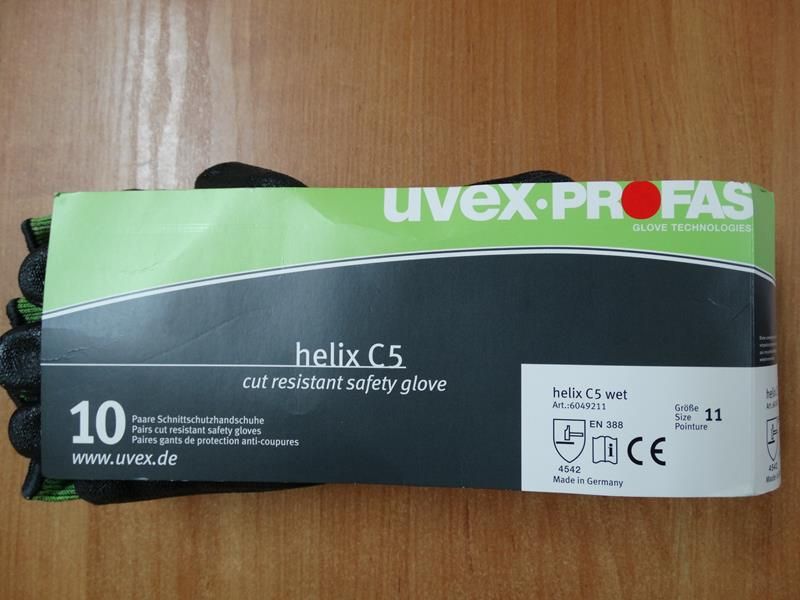 uvex·PROFAS
GLOVE TECHNOLOGIES
helix C5
cut resistant safety glove
10
Paare Schnittschutzhandschuhe
Pairs cut resistant safety gloves
Paires gants de protection anti-coupures
www.uvex.de
helix C5 wet
Art.:6049211
Größe
Size
Pointure
11
EN 388
i
CE
4542
Made in Germany
4542